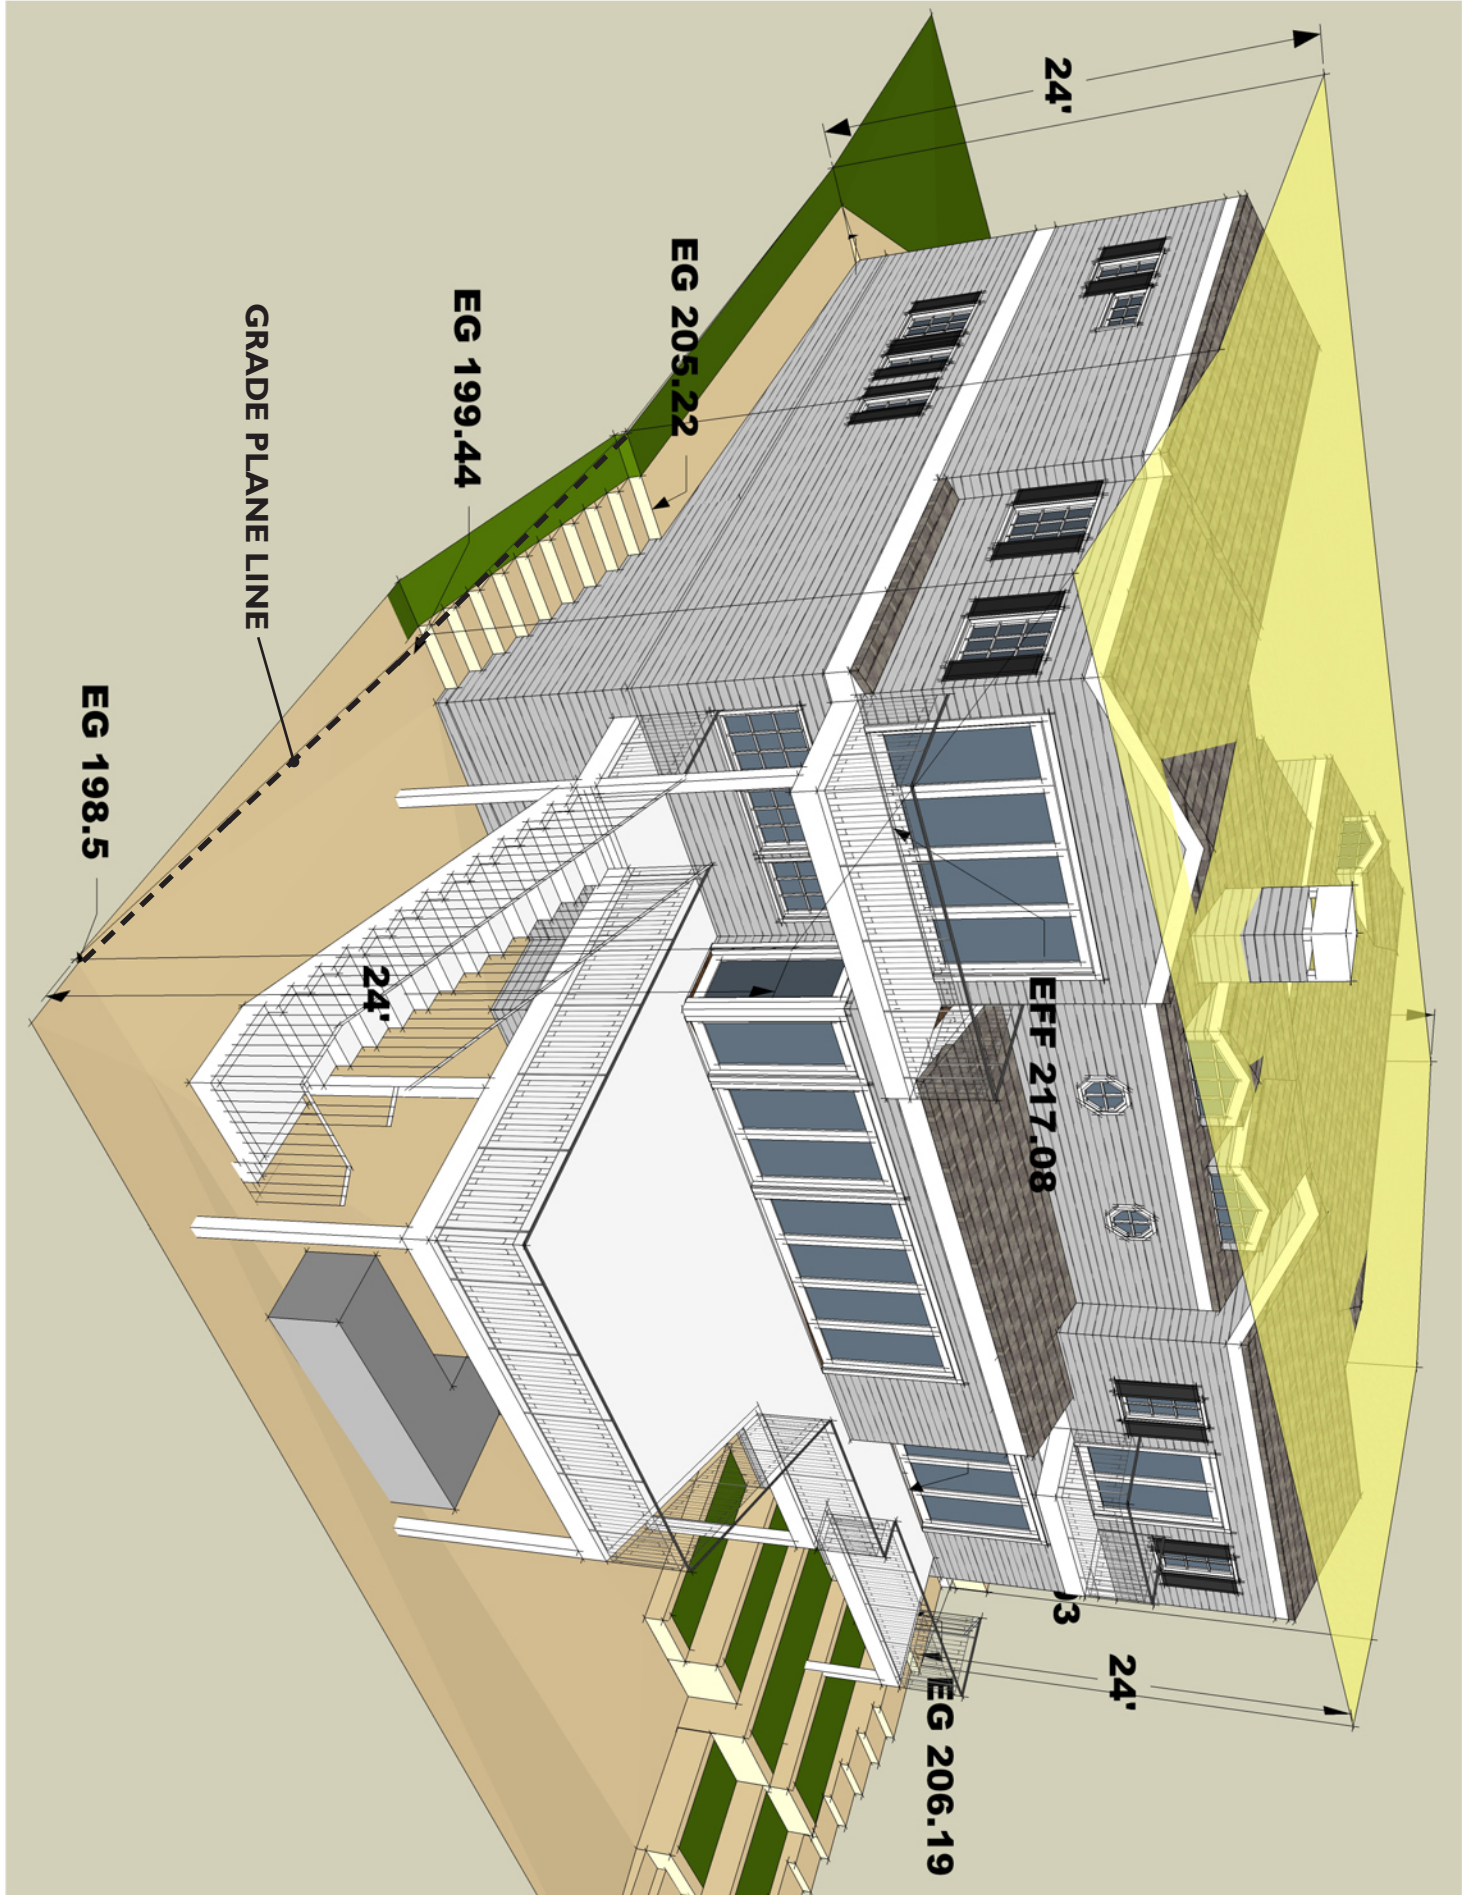 24'
EG 205.22
EG 199.44
GRADE PLANE LINE
EG 198.5
24'
EFF 217.08
24'
EG 206.19